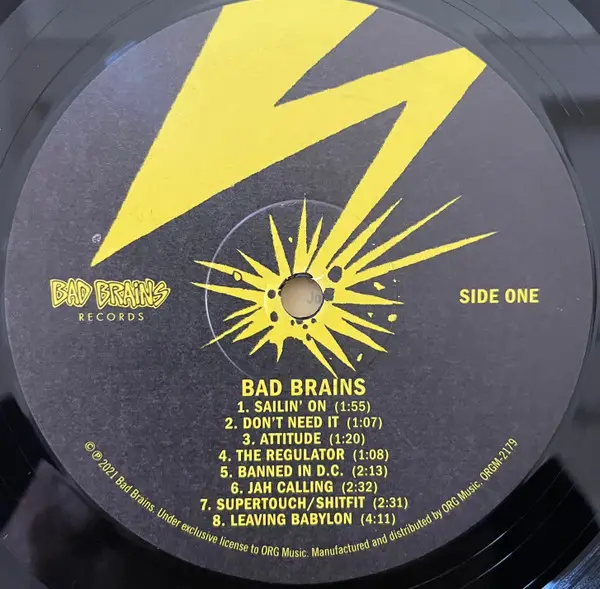 BAD BRAINS
RECORDS
SIDE ONE
BAD BRAINS
1. SAILIN' ON (1:55)
2. DON'T NEED IT (1:07)
3. ATTITUDE (1:20)
4. THE REGULATOR (1:08)
5. BANNED IN D.C. (2:13)
6. JAH CALLING (2:32)
7. SUPERTOUCH/SHITFIT (2:31)
8. LEAVING BABYLON (4:11)
© ℗ 2021 Bad Brains. Under exclusive license to ORG Music. Manufactured and distributed by ORG Music. ORGM-2179